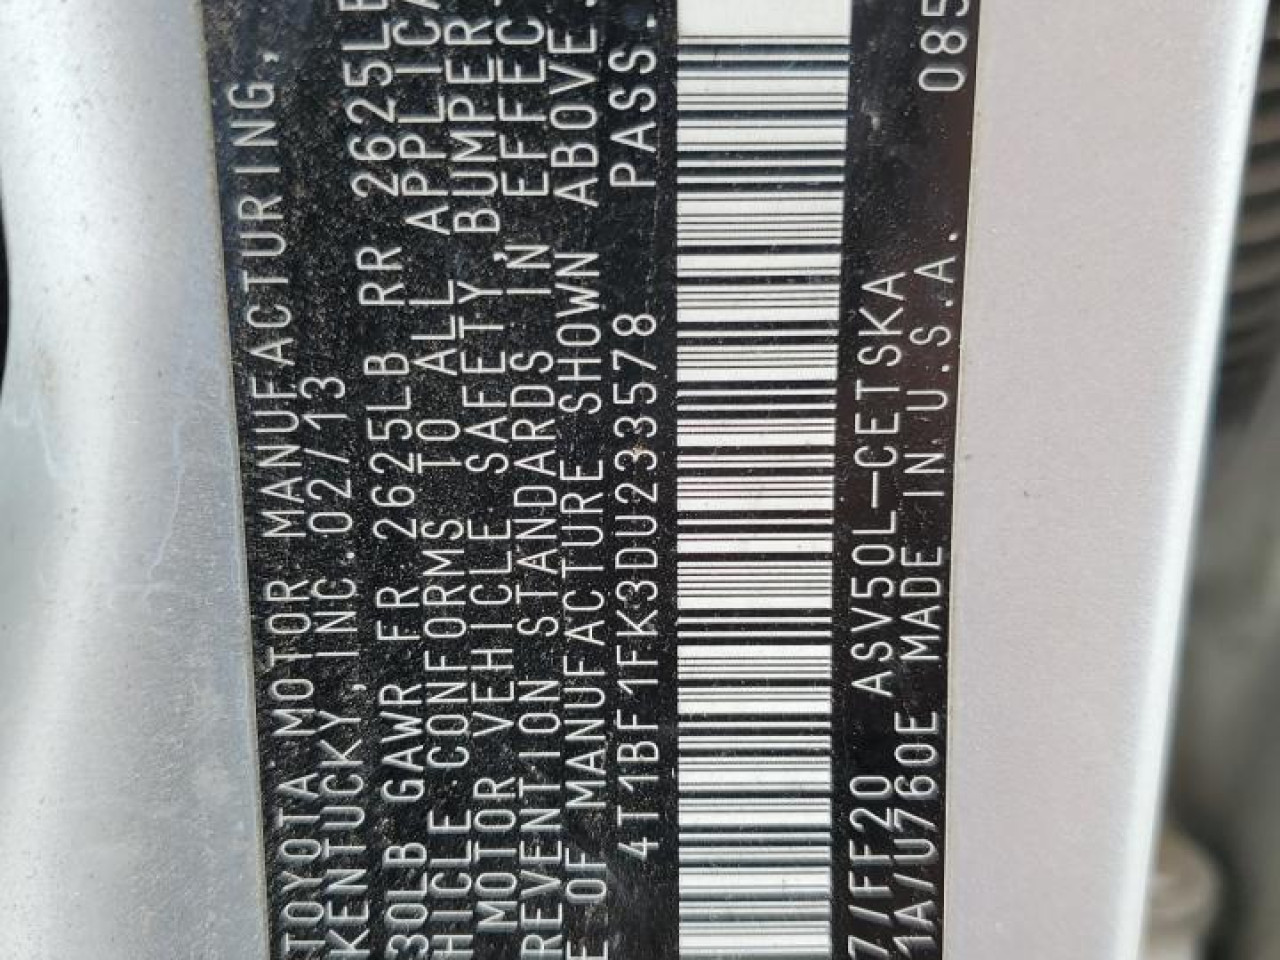 TOYOTA MOTOR MANUFACTURING,
KENTUCKY, INC. 02/13
30LB GAWR FR 2625LB RR 2625LB
HICLE CONFORMS TO ALL APPLICA
MOTOR VEHICLE SAFETY, BUMPER
REVENTION STANDARDS IN EFFEC
E OF MANUFACTURE SHOWN ABOVE.
4T1BF1FK3DU233578 PASS.
7/FF20 ASV50L-CETSKA
1A/U760E MADE IN U.S.A. 085